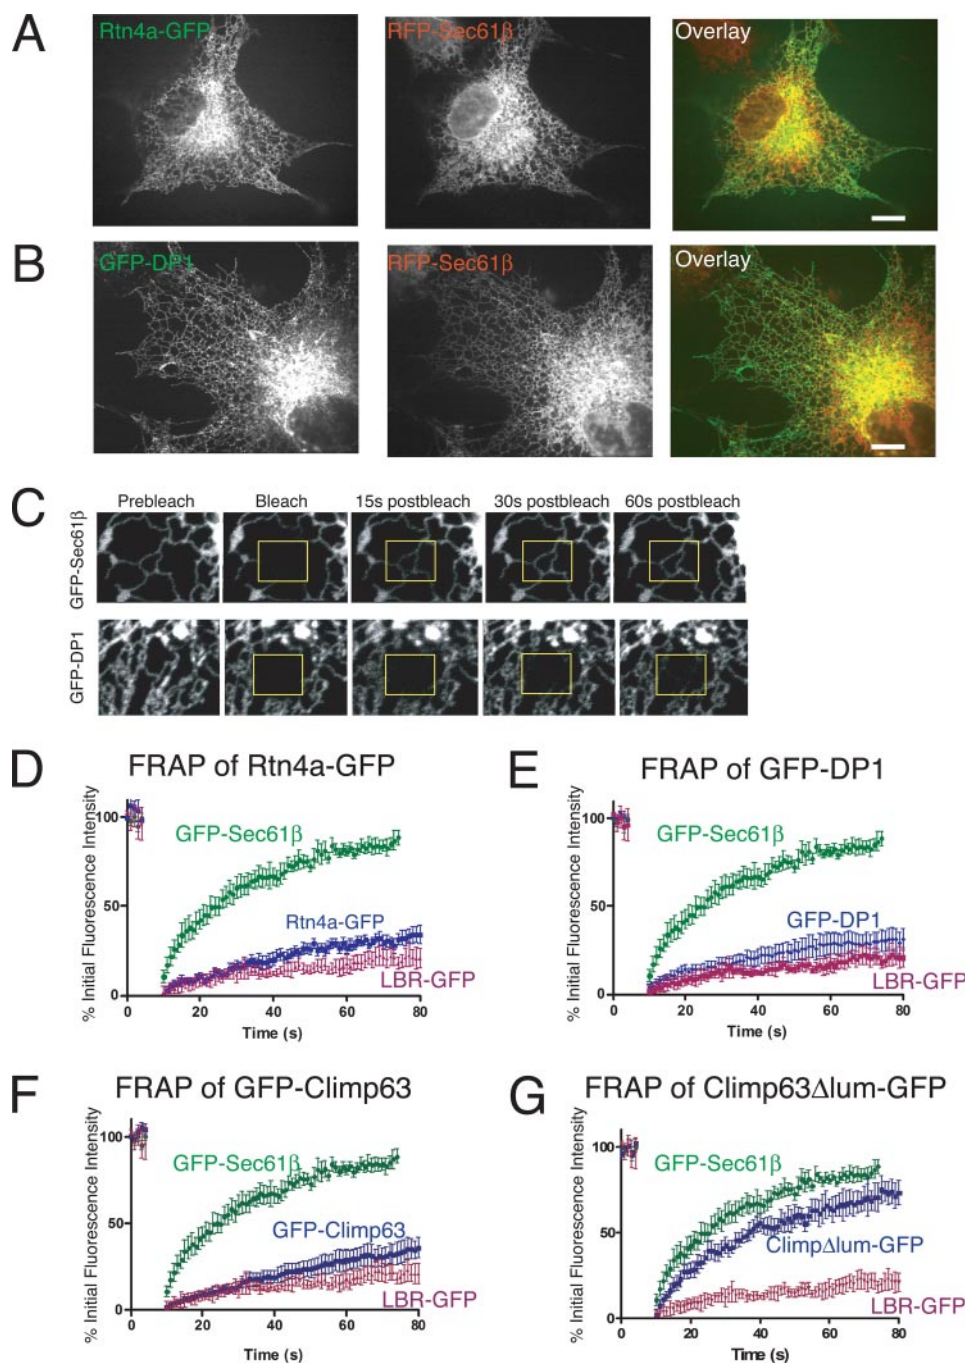 A
Rtn4a-GFP
RFP-Sec61β
Overlay
B
GFP-DP1
RFP-Sec61β
Overlay
C
Prebleach
Bleach
15s postbleach
30s postbleach
60s postbleach
GFP-Sec61β
GFP-DP1
D
FRAP of Rtn4a-GFP
% Initial Fluorescence Intensity
100
50
0
GFP-Sec61β
Rtn4a-GFP
LBR-GFP
0 20 40 60 80
Time (s)
E
FRAP of GFP-DP1
% Initial Fluorescence Intensity
100
50
0
GFP-Sec61β
GFP-DP1
LBR-GFP
0 20 40 60 80
Time (s)
F
FRAP of GFP-Climp63
% Initial Fluorescence Intensity
100
50
0
GFP-Sec61β
GFP-Climp63
LBR-GFP
0 20 40 60 80
Time (s)
G
FRAP of Climp63Δlum-GFP
% Initial Fluorescence Intensity
100
50
0
GFP-Sec61β
ClimpΔlum-GFP
LBR-GFP
0 20 40 60 80
Time (s)